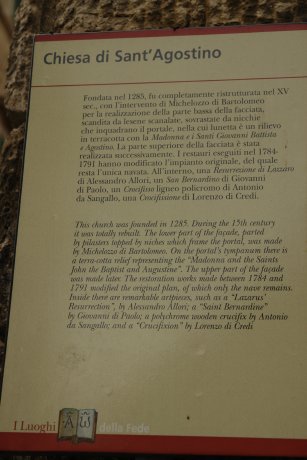 Chiesa di Sant'Agostino
Fondata nel 1285, fu completamente ristrutturata nel XV
sec., con l'intervento di Michelozzo di Bartolomeo
per la realizzazione della parte bassa della facciata,
scandita da lesene scanalate, sovrastate da nicchie
che inquadrano il portale, nella cui lunetta è un rilievo
in terracotta con la Madonna e i Santi Giovanni Battista
e Agostino. La parte superiore della facciata è stata
realizzata successivamente. I restauri eseguiti nel 1784-
1791 hanno modificato l'impianto originale, del quale
resta l'unica navata. All'interno, una Resurrezione di Lazzaro
di Alessandro Allori, un San Bernardino di Giovanni
di Paolo, un Crocifisso ligneo policromo di Antonio
da Sangallo, una Crocifissione di Lorenzo di Credi.
This church was founded in 1285. During the 15th century
it was totally rebuilt. The lower part of the façade, parted
by pilasters topped by niches which frame the portal, was made
by Michelozzo di Bartolomeo. On the portal's tympanum there is
a terra-cotta relief representing the "Madonna and the Saints
John the Baptist and Augustine". The upper part of the façade
was made later. The restoration works made between 1784 and
1791 modified the original plan, of which only the nave remains.
Inside there are remarkable artpieces, such as a "Lazarus'
Resurrection", by Alessandro Allori; a "Saint Bernardine"
by Giovanni di Paolo; a polychrome wooden crucifix by Antonio
da Sangallo; and a "Crucifixion" by Lorenzo di Credi
I Luoghi della Fede
Α Ω